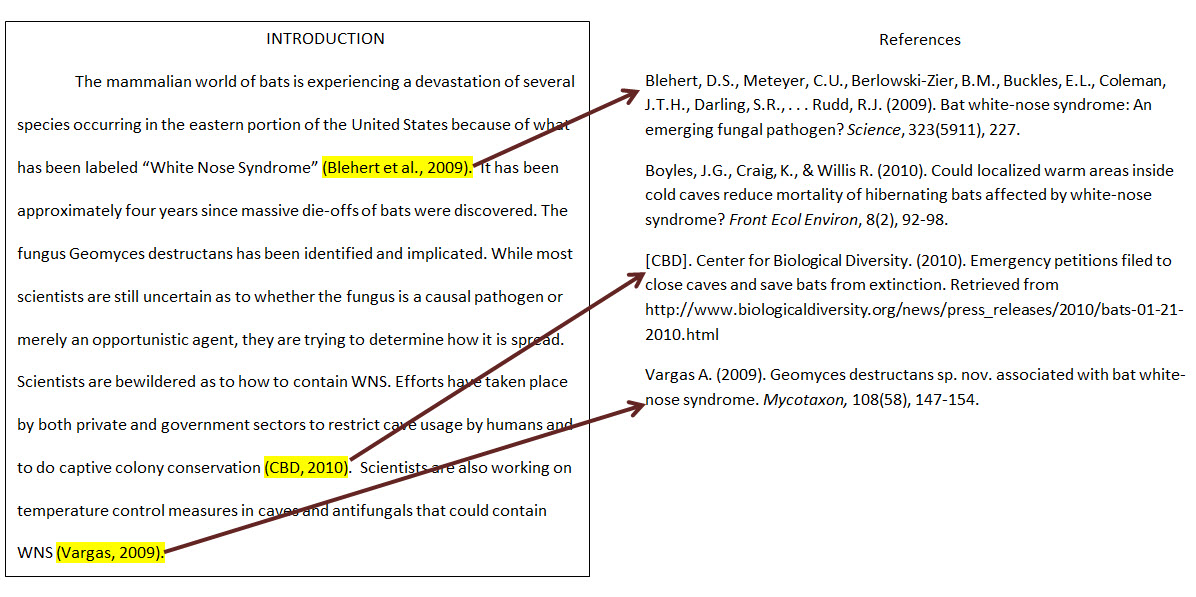 INTRODUCTION
The mammalian world of bats is experiencing a devastation of several
species occurring in the eastern portion of the United States because of what
has been labeled “White Nose Syndrome” (Blehert et al., 2009). It has been
approximately four years since massive die-offs of bats were discovered. The
fungus Geomyces destructans has been identified and implicated. While most
scientists are still uncertain as to whether the fungus is a causal pathogen or
merely an opportunistic agent, they are trying to determine how it is spread.
Scientists are bewildered as to how to contain WNS. Efforts have taken place
by both private and government sectors to restrict cave usage by humans and
to do captive colony conservation (CBD, 2010). Scientists are also working on
temperature control measures in caves and antifungals that could contain
WNS (Vargas, 2009).
References
Blehert, D.S., Meteyer, C.U., Berlowski-Zier, B.M., Buckles, E.L., Coleman,
J.T.H., Darling, S.R., . . . Rudd, R.J. (2009). Bat white-nose syndrome: An
emerging fungal pathogen? Science, 323(5911), 227.
Boyles, J.G., Craig, K., & Willis R. (2010). Could localized warm areas inside
cold caves reduce mortality of hibernating bats affected by white-nose
syndrome? Front Ecol Environ, 8(2), 92-98.
[CBD]. Center for Biological Diversity. (2010). Emergency petitions filed to
close caves and save bats from extinction. Retrieved from
http://www.biologicaldiversity.org/news/press_releases/2010/bats-01-21-
2010.html
Vargas A. (2009). Geomyces destructans sp. nov. associated with bat white-
nose syndrome. Mycotaxon, 108(58), 147-154.